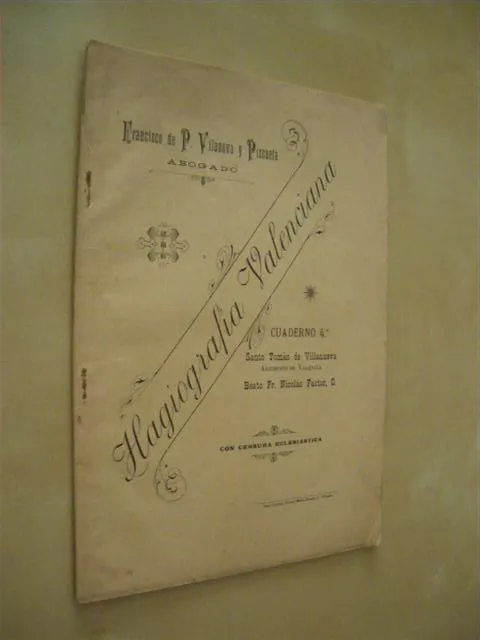 Francisco de P. Vilanova y Pizcueta
ABOGADO
Hagiografía Valenciana
CUADERNO 4.º
Santo Tomás de Villanueva
ARZOBISPO DE VALENCIA
Beato Fr. Nicolás Factor, O.
CON CENSURA ECLESIÁSTICA